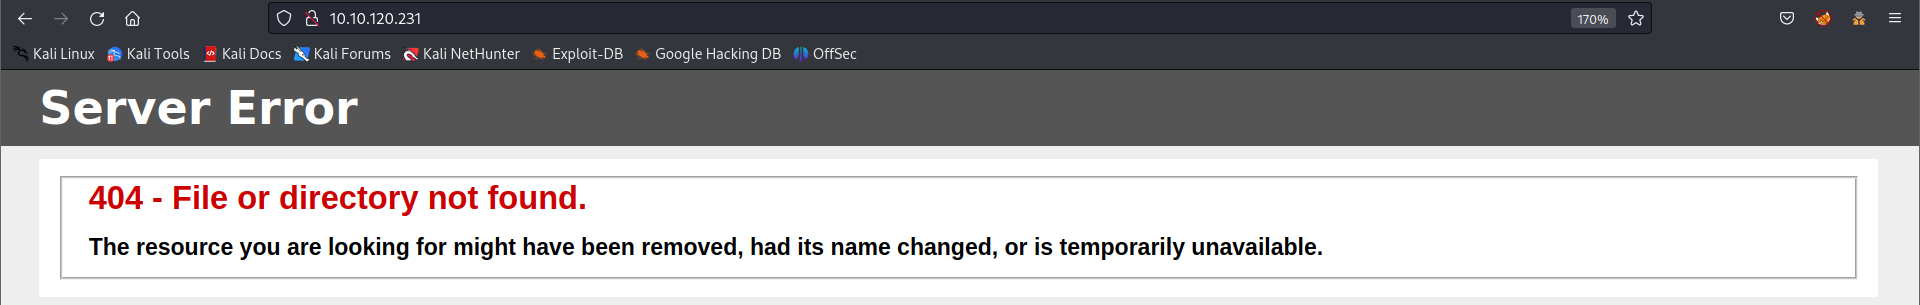 10.10.120.231 170%
Kali Linux Kali Tools Kali Docs Kali Forums Kali NetHunter Exploit-DB Google Hacking DB OffSec
Server Error
404 - File or directory not found.
The resource you are looking for might have been removed, had its name changed, or is temporarily unavailable.